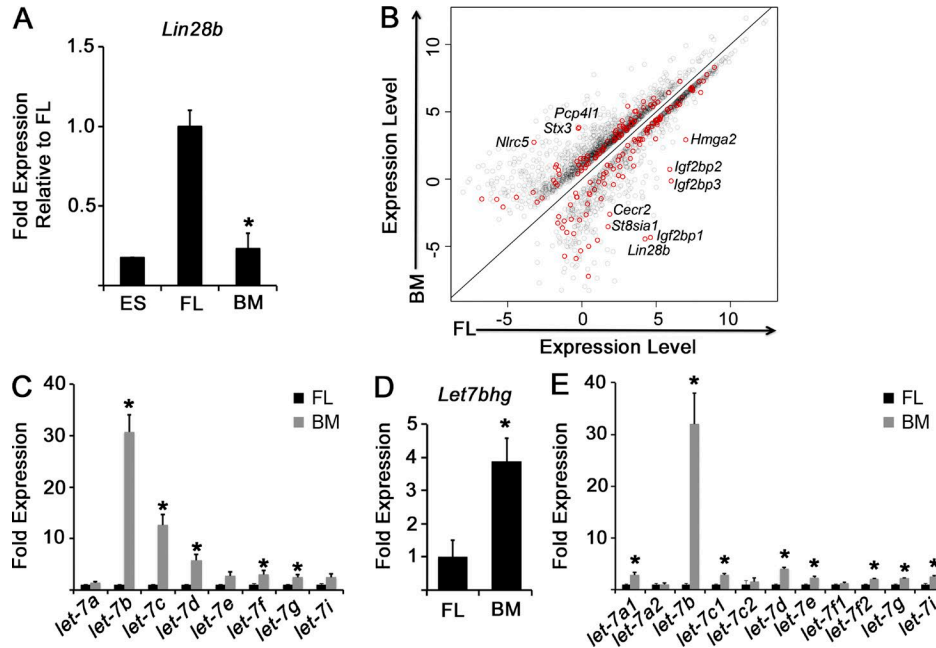 A
Lin28b
Fold Expression
Relative to FL
1.5
1.0
0.5
*
ES FL BM
B
BM
Expression Level
10
5
0
-5
Pcp4l1
Stx3
Nlrc5
Hmga2
Igf2bp2
Igf2bp3
Cecr2
St8sia1
Igf2bp1
Lin28b
-5 0 5 10
FL
Expression Level
C
Fold Expression
40
30
20
10
FL
BM
* * * * *
let-7a let-7b let-7c let-7d let-7e let-7f let-7g let-7i
D
Let7bhg
Fold Expression
5
4
3
2
1
0
*
FL BM
E
Fold Expression
40
30
20
10
0
FL
BM
* * * * * * * *
let-7a1 let-7a2 let-7b let-7c1 let-7c2 let-7d let-7e let-7f1 let-7f2 let-7g let-7i